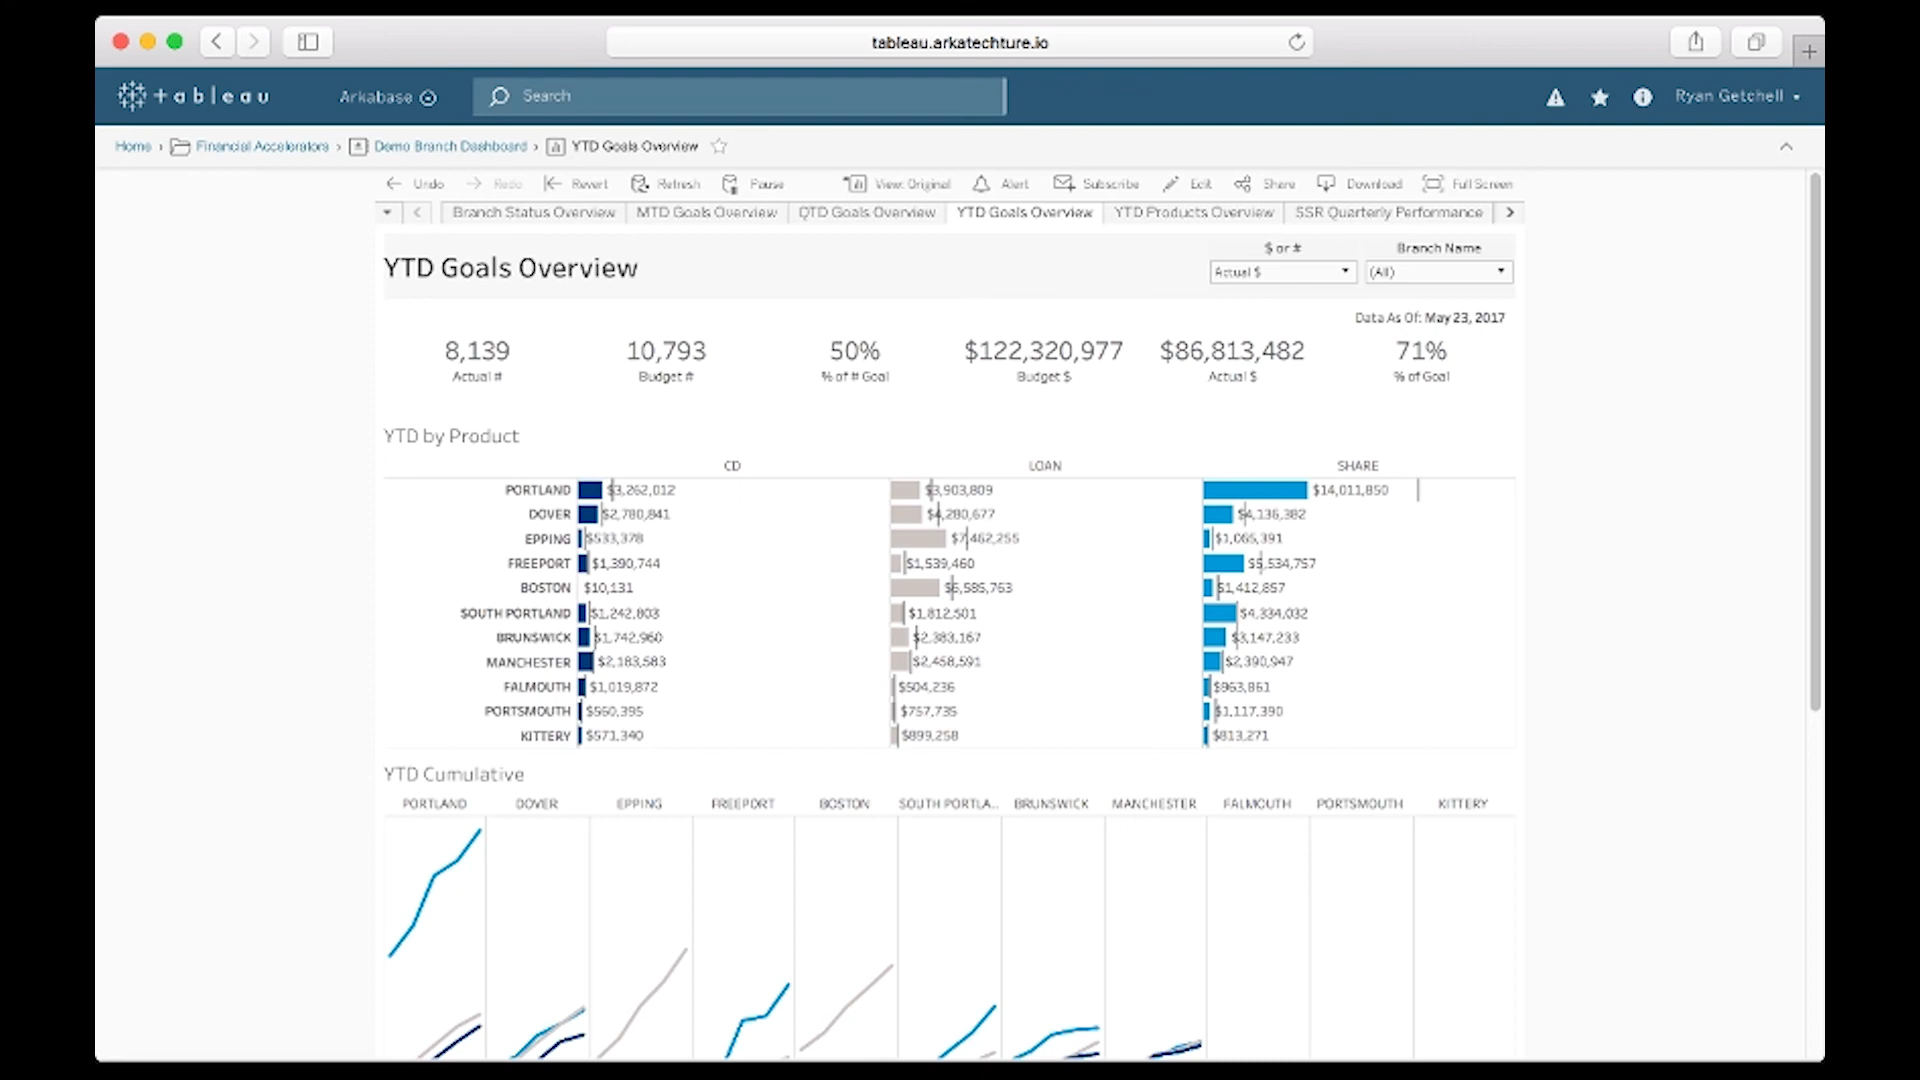 tableau.arkatechture.io
+ableau Arkabase Search Ryan Getchell
Home › Financial Accelerators › Demo Branch Dashboard › YTD Goals Overview
Undo Redo Revert Refresh Pause View: Original Alert Subscribe Edit Share Download Full Screen
Branch Status Overview MTD Goals Overview QTD Goals Overview YTD Goals Overview YTD Products Overview SSR Quarterly Performance
$ or # Branch Name
YTD Goals Overview
Actual $ (All)
Data As Of: May 23, 2017
8,139 10,793 50% $122,320,977 $86,813,482 71%
Actual # Budget # % of # Goal Budget $ Actual $ % of Goal
YTD by Product
CD LOAN SHARE
PORTLAND $3,262,012 $3,903,809 $14,011,850
DOVER $2,780,841 $4,280,677 $4,136,382
EPPING $533,378 $7,462,255 $1,065,391
FREEPORT $1,390,744 $1,539,460 $5,534,757
BOSTON $10,131 $6,585,763 $1,412,857
SOUTH PORTLAND $1,242,803 $1,812,501 $4,334,032
BRUNSWICK $1,742,960 $2,383,167 $3,147,233
MANCHESTER $2,183,583 $2,458,591 $2,390,947
FALMOUTH $1,019,872 $504,236 $963,861
PORTSMOUTH $560,395 $757,735 $1,117,390
KITTERY $571,340 $899,258 $813,271
YTD Cumulative
PORTLAND DOVER EPPING FREEPORT BOSTON SOUTH PORTLA.. BRUNSWICK MANCHESTER FALMOUTH PORTSMOUTH KITTERY